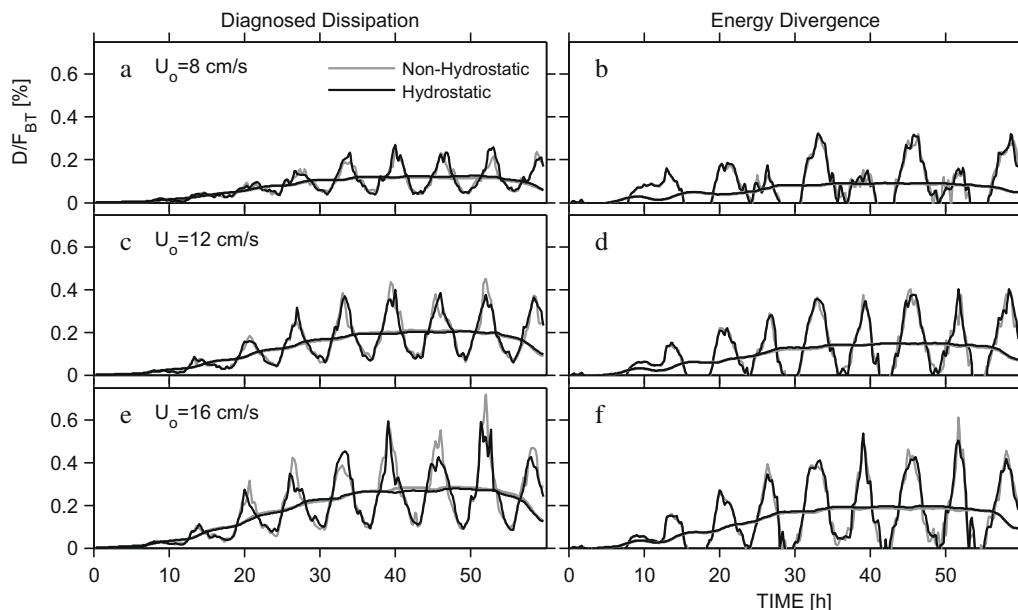 Diagnosed Dissipation
Energy Divergence
a U_o=8 cm/s
Non-Hydrostatic
Hydrostatic
b
D/F_BT [%]
0.6
0.4
0.2
0
c U_o=12 cm/s
d
0.6
0.4
0.2
0
e U_o=16 cm/s
f
0.6
0.4
0.2
0
0 10 20 30 40 50
0 10 20 30 40 50
TIME [h]